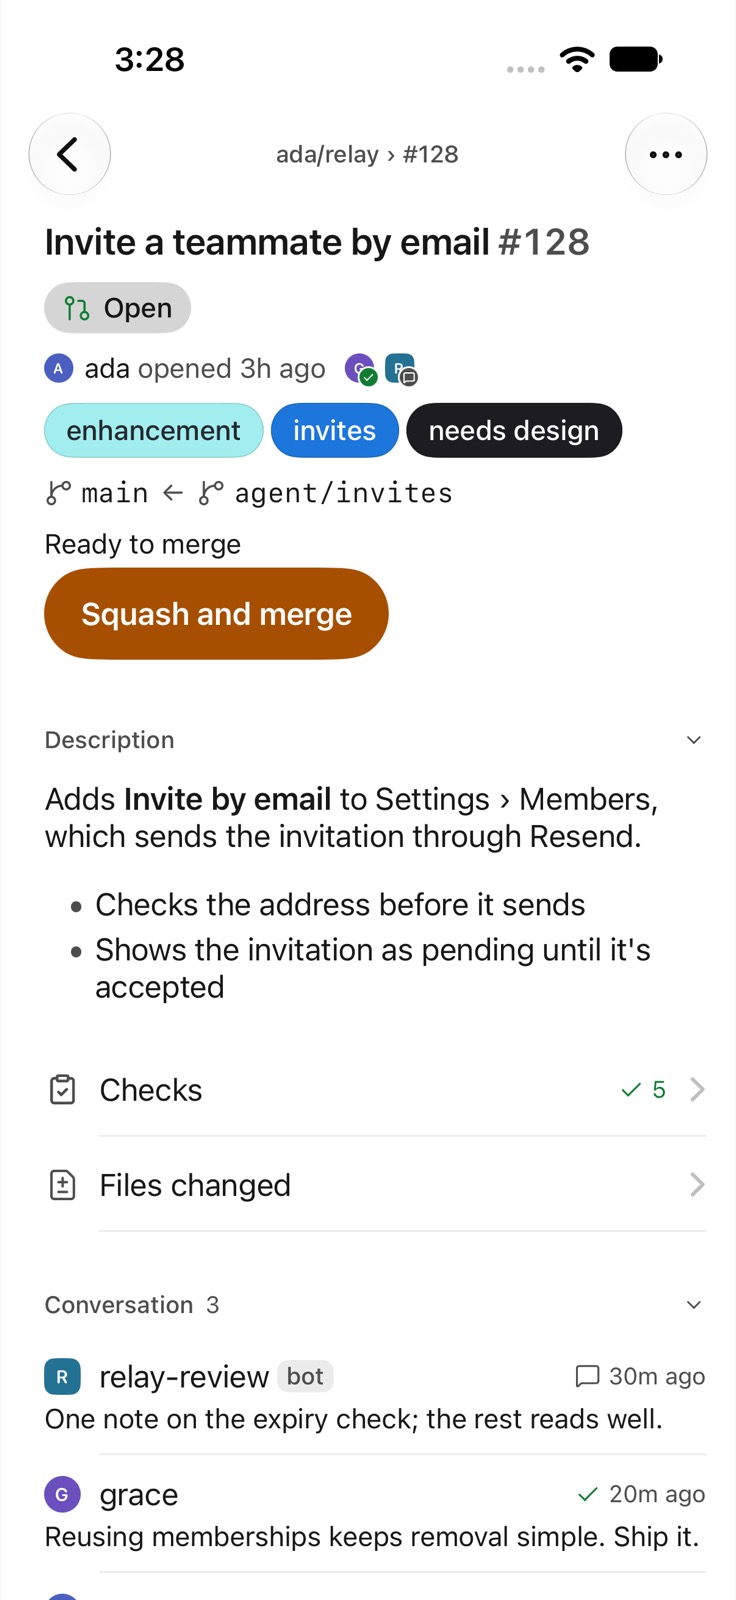 3:28
ada/relay › #128
Invite a teammate by email #128
Open
A ada opened 3h ago G R
enhancement invites needs design
main ← agent/invites
Ready to merge
Squash and merge
Description
Adds Invite by email to Settings › Members,
which sends the invitation through Resend.
• Checks the address before it sends
• Shows the invitation as pending until it's
accepted
Checks ✓ 5
Files changed
Conversation 3
R relay-review bot 30m ago
One note on the expiry check; the rest reads well.
G grace ✓ 20m ago
Reusing memberships keeps removal simple. Ship it.